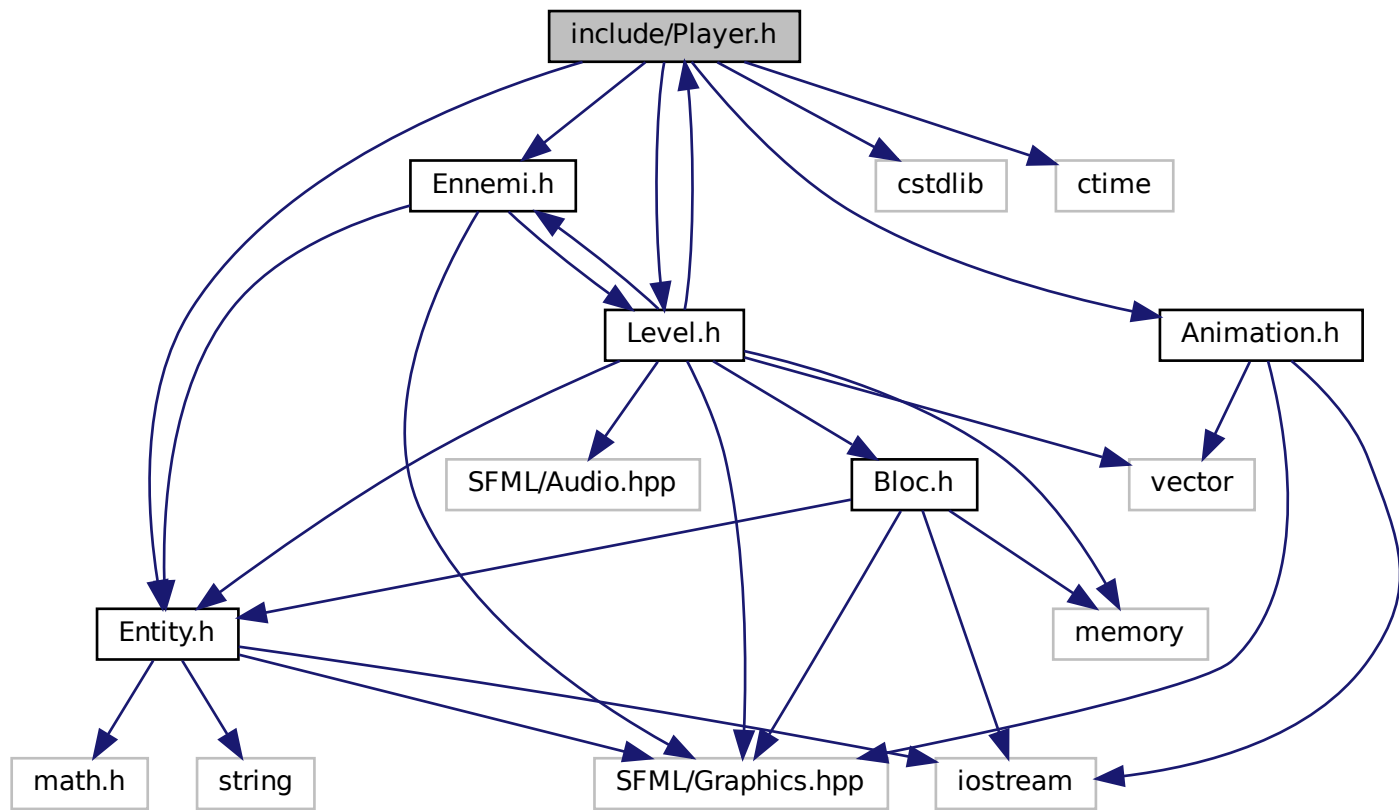 include/Player.h
Ennemi.h
cstdlib
ctime
Level.h
Animation.h
SFML/Audio.hpp
Bloc.h
vector
Entity.h
memory
math.h
string
SFML/Graphics.hpp
iostream